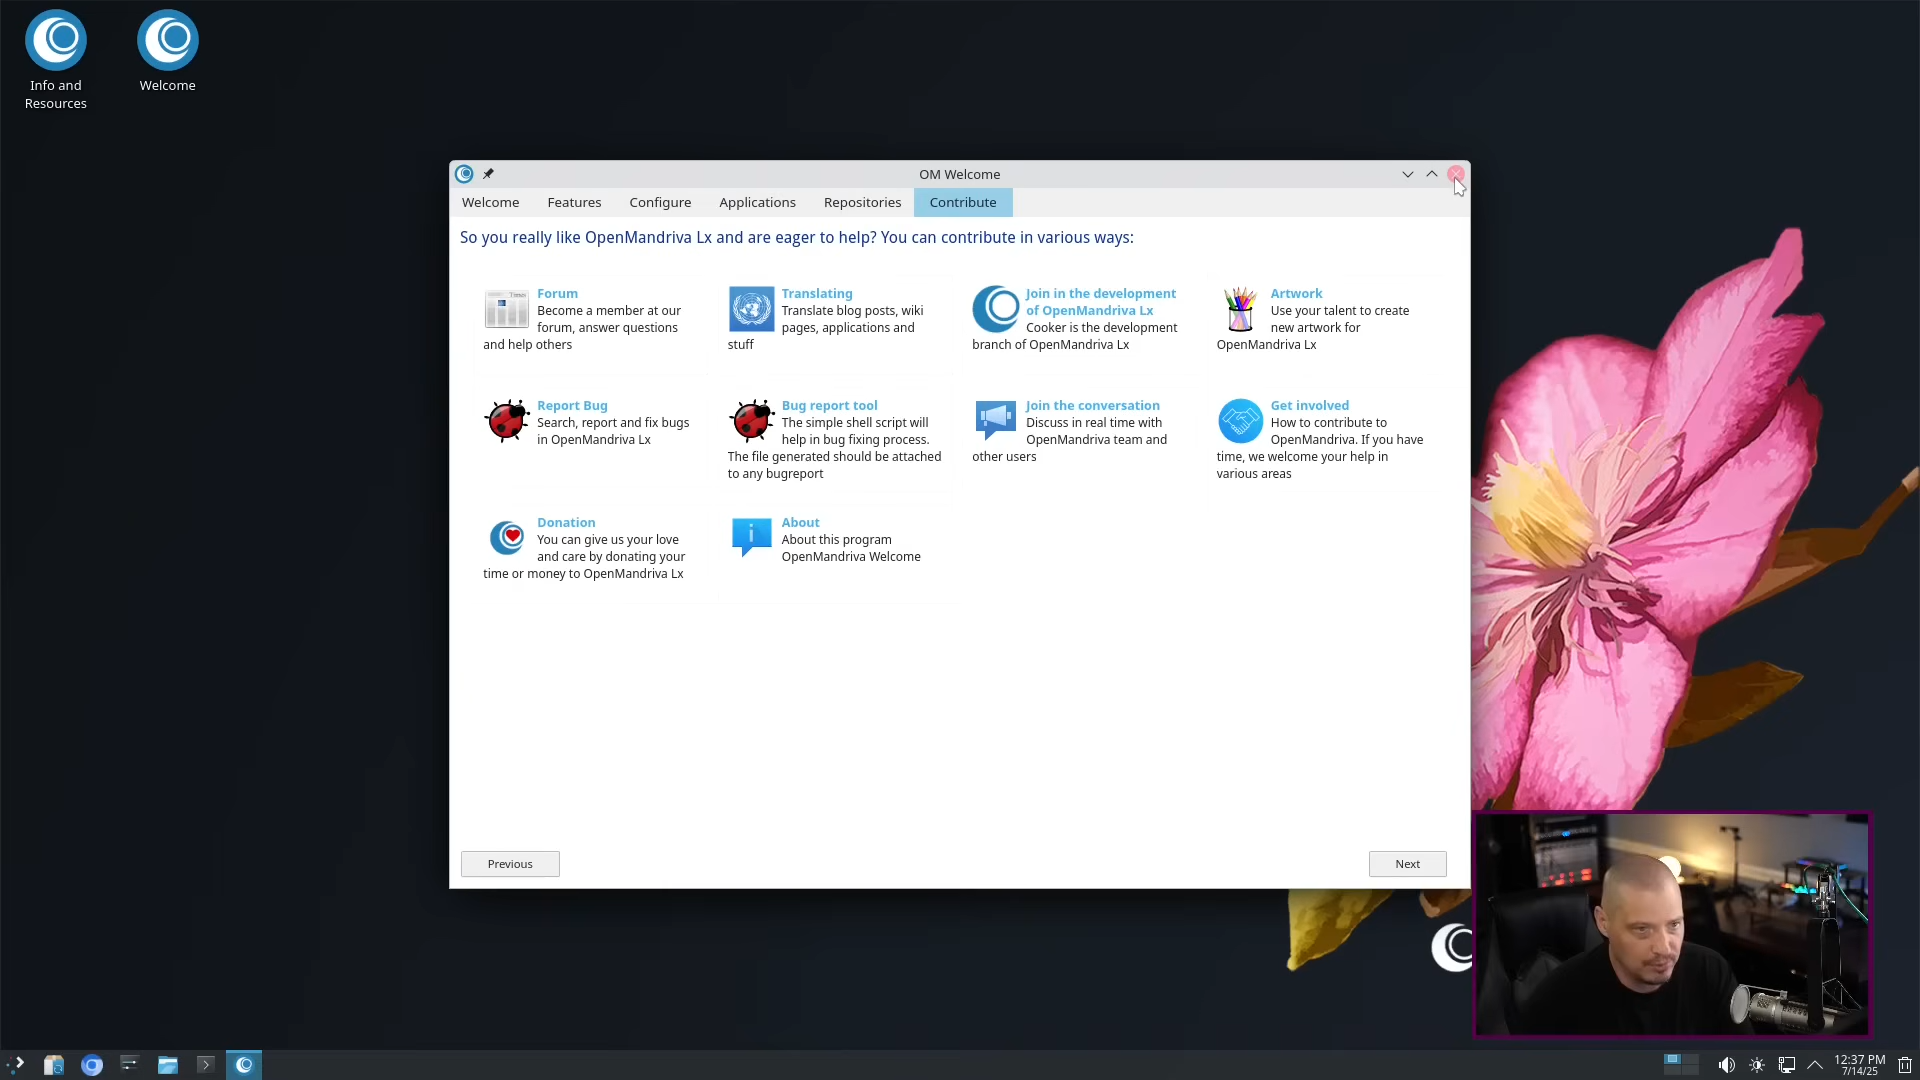 Info and
Resources
Welcome
OM Welcome
Welcome
Features
Configure
Applications
Repositories
Contribute
So you really like OpenMandriva Lx and are eager to help? You can contribute in various ways:
Forum
Become a member at our
forum, answer questions
and help others
Translating
Translate blog posts, wiki
pages, applications and
stuff
Join in the development
of OpenMandriva Lx
Cooker is the development
branch of OpenMandriva Lx
Artwork
Use your talent to create
new artwork for
OpenMandriva Lx
Report Bug
Search, report and fix bugs
in OpenMandriva Lx
Bug report tool
The simple shell script will
help in bug fixing process.
The file generated should be attached
to any bugreport
Join the conversation
Discuss in real time with
OpenMandriva team and
other users
Get involved
How to contribute to
OpenMandriva. If you have
time, we welcome your help in
various areas
Donation
You can give us your love
and care by donating your
time or money to OpenMandriva Lx
About
About this program
OpenMandriva Welcome
Previous
Next
12:37 PM
7/14/25